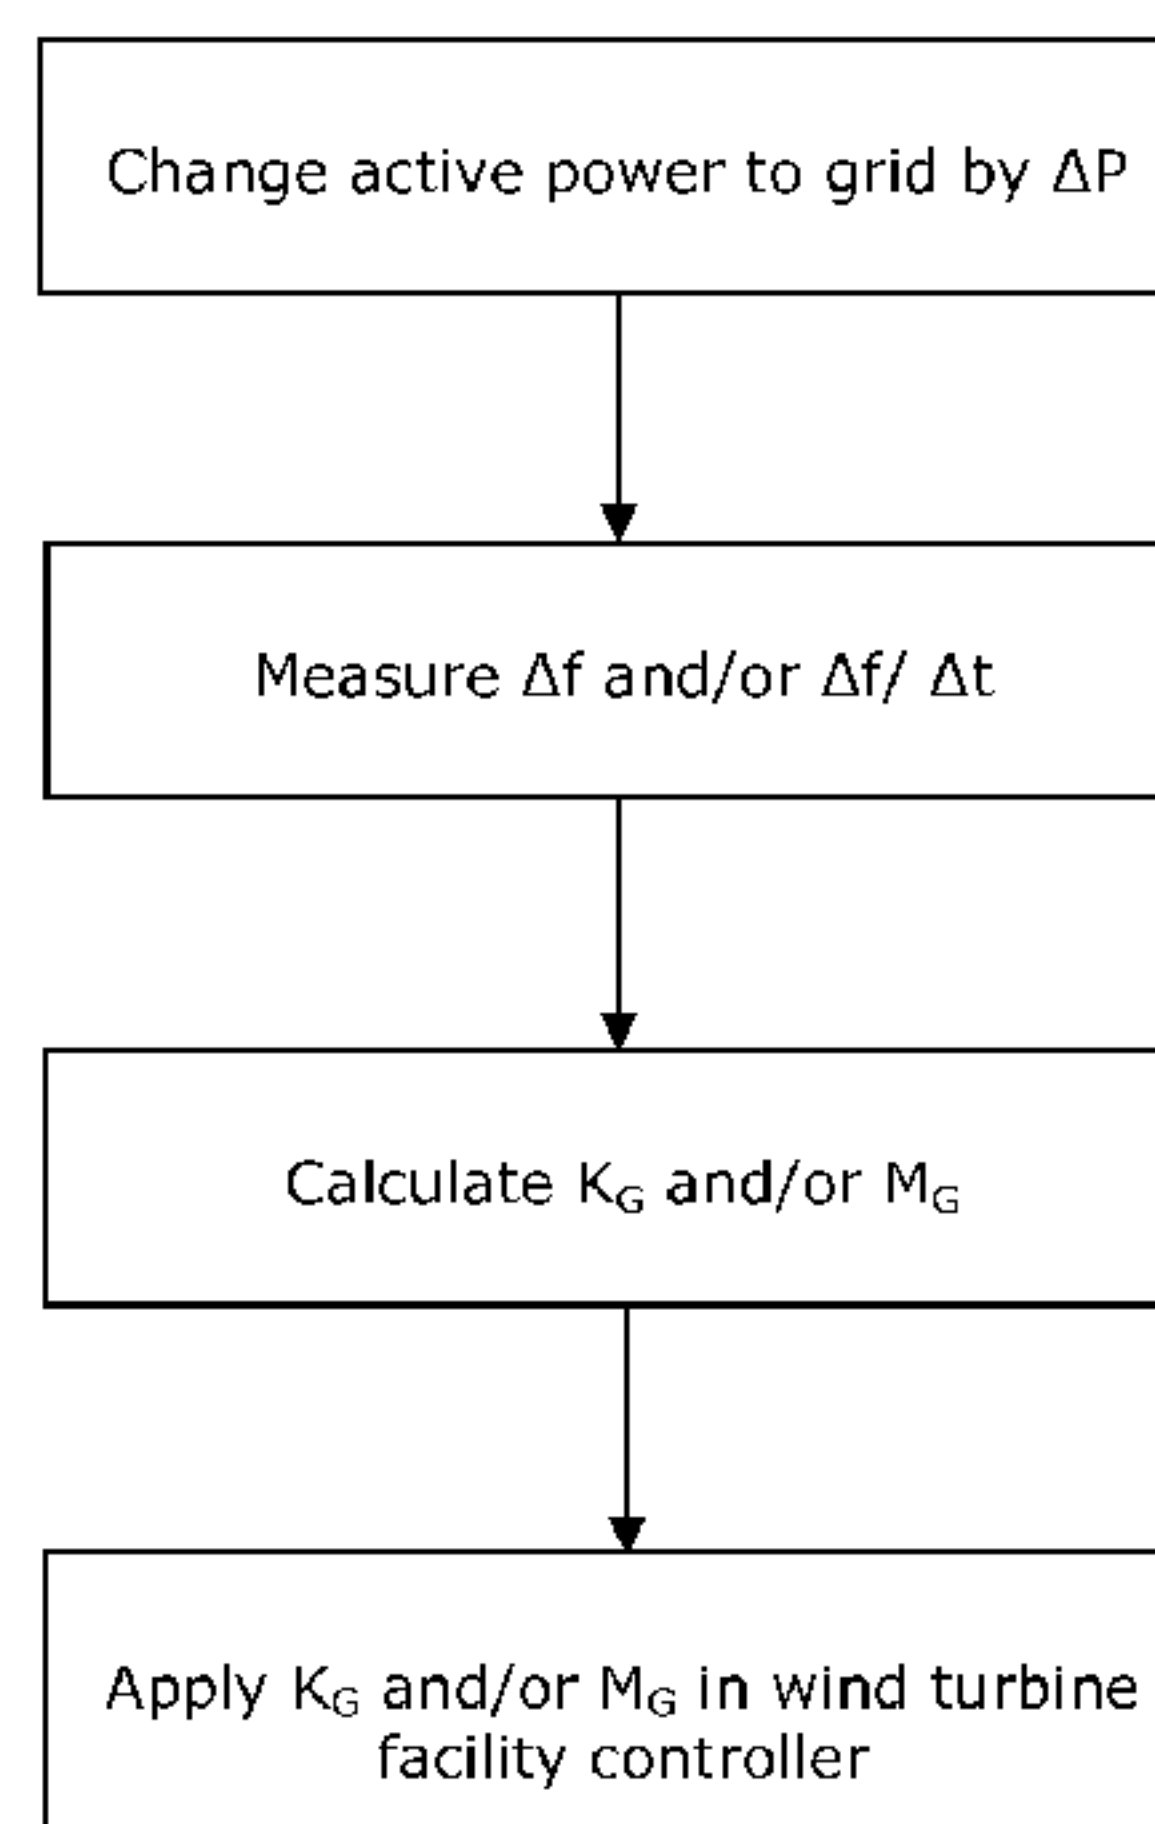 Change active power to grid by ΔP
Measure Δf and/or Δf/ Δt
Calculate K_G and/or M_G
Apply K_G and/or M_G in wind turbine
facility controller